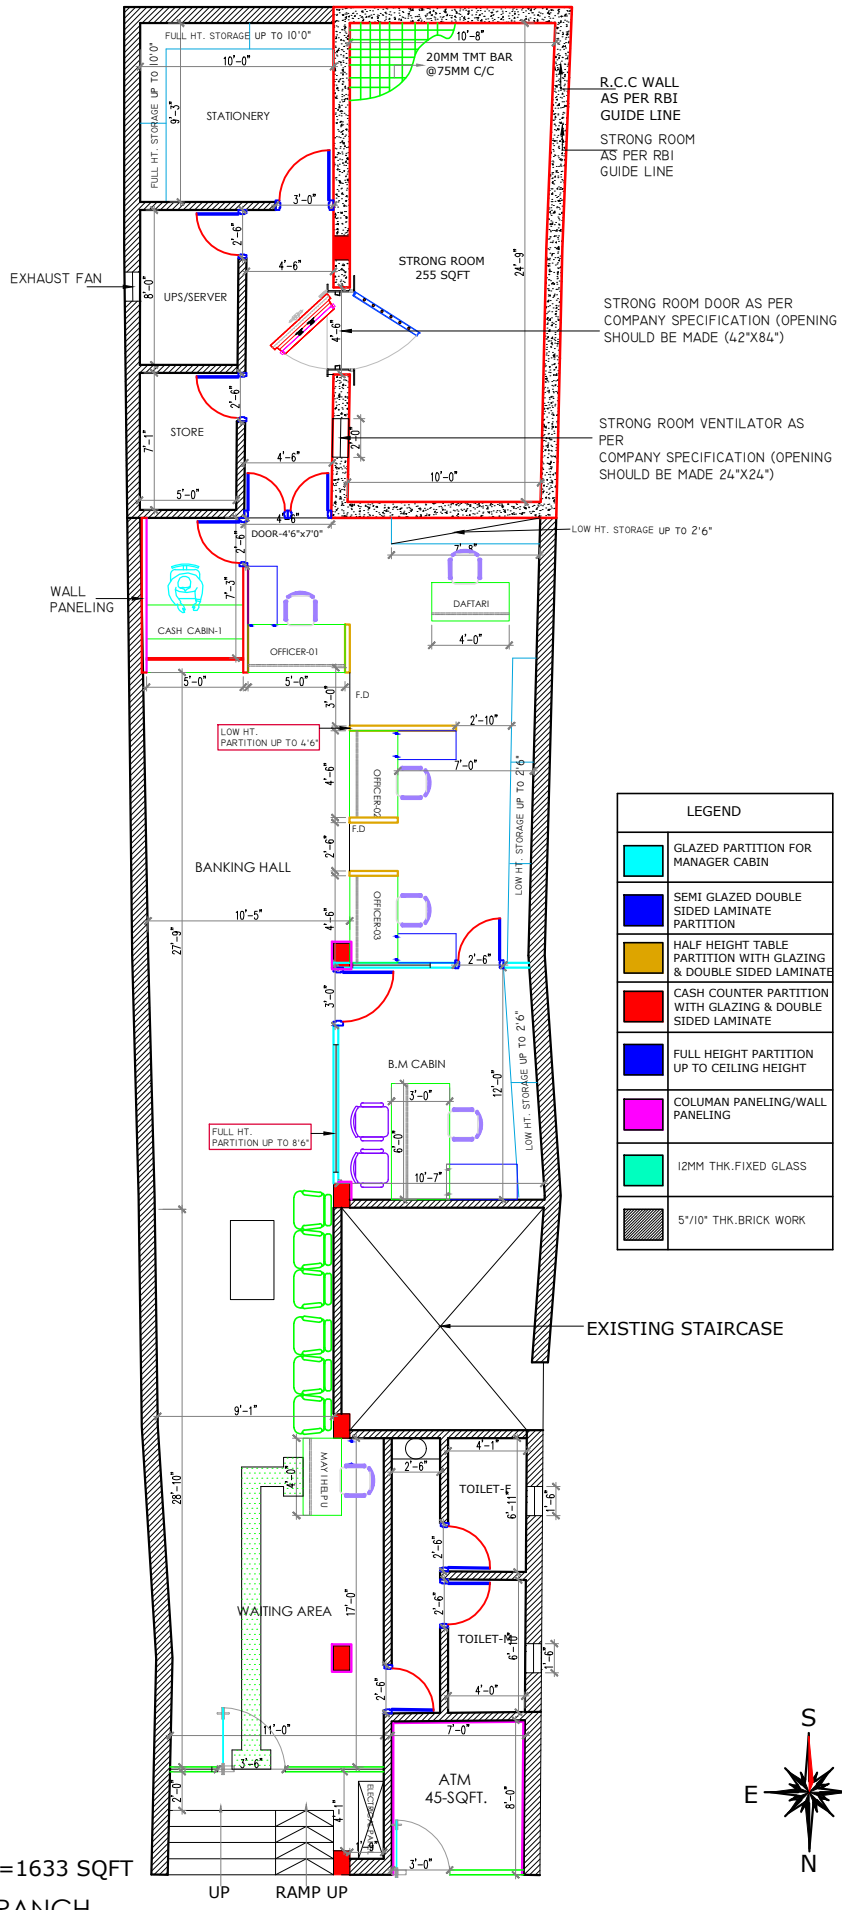 FULL HT. STORAGE UP TO 10'0"
10'-0"
10'-8"
FULL HT. STORAGE UP TO 10'0"
9'-3"
STATIONERY
20MM TMT BAR
@75MM C/C
R.C.C WALL
AS PER RBI
GUIDE LINE
STRONG ROOM
AS PER RBI
GUIDE LINE
3'-0"
2'-6"
4'-6"
8'-0"
EXHAUST FAN
UPS/SERVER
STRONG ROOM
255 SQFT
24'-9"
4'-6"
STRONG ROOM DOOR AS PER
COMPANY SPECIFICATION (OPENING
SHOULD BE MADE (42"X84")
2'-6"
STORE
7'-1"
4'-6"
2'-0"
STRONG ROOM VENTILATOR AS
PER
COMPANY SPECIFICATION (OPENING
SHOULD BE MADE 24"X24")
5'-0"
10'-0"
4'-6"
DOOR-4'6"x7'0"
LOW HT. STORAGE UP TO 2'6"
7'-8"
2'-6"
7'-3"
WALL
PANELING
CASH CABIN-1
OFFICER-01
DAFTARI
4'-0"
5'-0"
5'-0"
3'-0"
F.D
LOW HT.
PARTITION UP TO 4'6"
2'-10"
7'-0"
4'-6"
OFFICER-02
F.D
2'-6"
LOW HT. STORAGE UP TO 2'6"
BANKING HALL
10'-5"
27'-9"
4'-6"
OFFICER-03
2'-6"
3'-0"
B.M CABIN
3'-0"
6'-0"
12'-0"
LOW HT. STORAGE UP TO 2'6"
FULL HT.
PARTITION UP TO 8'6"
10'-7"
LEGEND
GLAZED PARTITION FOR
MANAGER CABIN
SEMI GLAZED DOUBLE
SIDED LAMINATE
PARTITION
HALF HEIGHT TABLE
PARTITION WITH GLAZING
& DOUBLE SIDED LAMINATE
CASH COUNTER PARTITION
WITH GLAZING & DOUBLE
SIDED LAMINATE
FULL HEIGHT PARTITION
UP TO CEILING HEIGHT
COLUMAN PANELING/WALL
PANELING
12MM THK.FIXED GLASS
5"/10" THK.BRICK WORK
EXISTING STAIRCASE
9'-1"
28'-10"
4'-0"
MAY I HELP U
2'-6"
4'-1"
TOILET-F
6'-11"
1'-6"
2'-6"
2'-6"
WAITING AREA
17'-0"
TOILET-M
6'-10"
1'-6"
2'-6"
4'-0"
11'-0"
7'-0"
3'-6"
2'-0"
4'-1"
ATM
45-SQFT.
8'-0"
1'-9"
3'-0"
UP
RAMP UP
S
E
N
=1633 SQFT